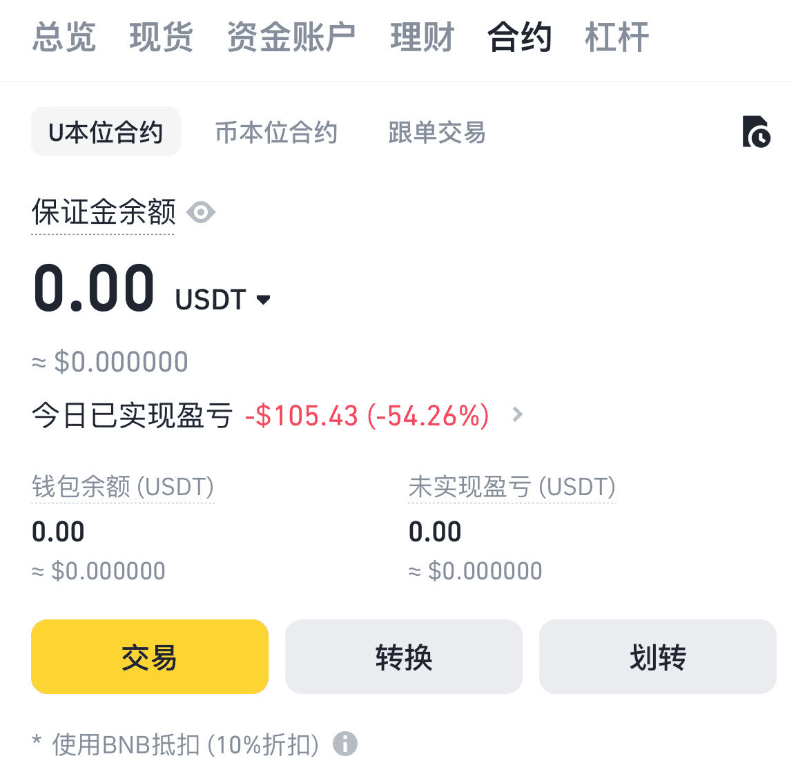 总览 现货 资金账户 理财 合约 杠杆
U本位合约 币本位合约 跟单交易
保证金余额
0.00 USDT
≈ $0.000000
今日已实现盈亏 -$105.43 (-54.26%)
钱包余额 (USDT) 未实现盈亏 (USDT)
0.00 0.00
≈ $0.000000 ≈ $0.000000
交易 转换 划转
* 使用BNB抵扣 (10%折扣)